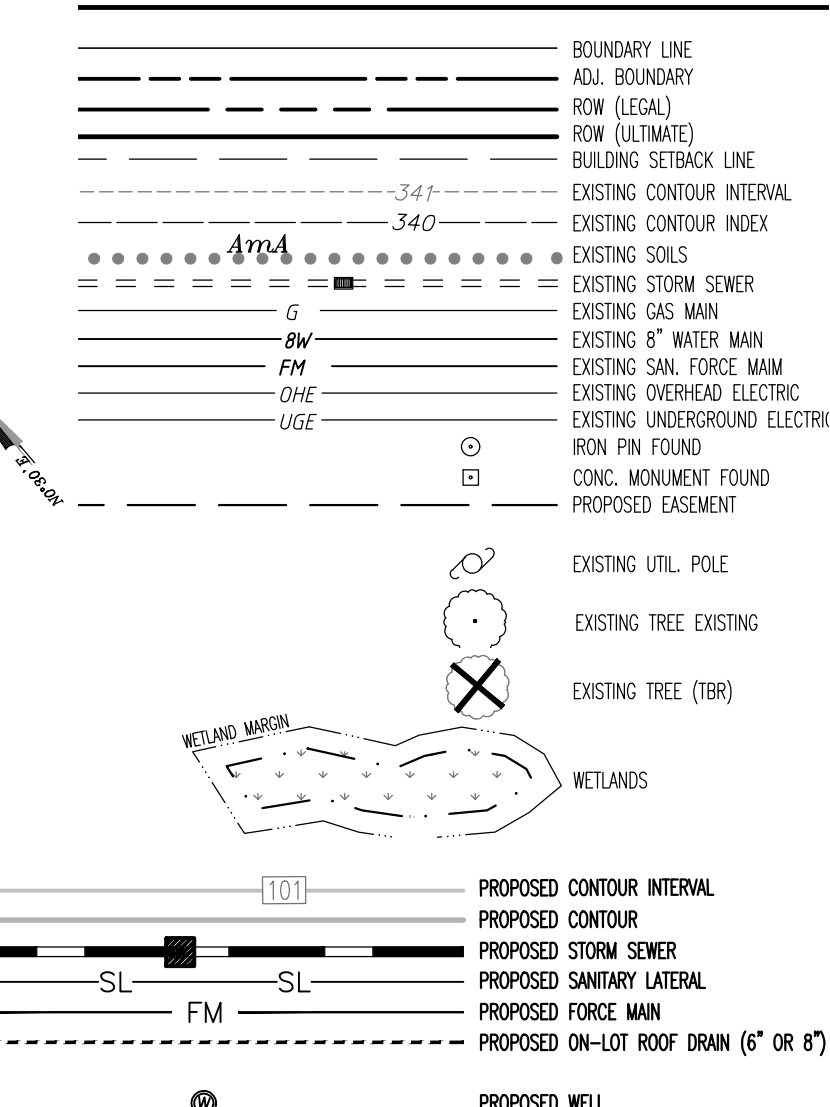 BOUNDARY LINE
ADJ. BOUNDARY
ROW (LEGAL)
ROW (ULTIMATE)
BUILDING SETBACK LINE
341 EXISTING CONTOUR INTERVAL
340 EXISTING CONTOUR INDEX
AmA EXISTING SOILS
EXISTING STORM SEWER
G EXISTING GAS MAIN
8W EXISTING 8" WATER MAIN
FM EXISTING SAN. FORCE MAIM
OHE EXISTING OVERHEAD ELECTRIC
UGE EXISTING UNDERGROUND ELECTRIC
IRON PIN FOUND
N0°30' E
CONC. MONUMENT FOUND
PROPOSED EASEMENT
EXISTING UTIL. POLE
EXISTING TREE EXISTING
EXISTING TREE (TBR)
WETLAND MARGIN
WETLANDS
101 PROPOSED CONTOUR INTERVAL
PROPOSED CONTOUR
PROPOSED STORM SEWER
SL SL PROPOSED SANITARY LATERAL
FM PROPOSED FORCE MAIN
PROPOSED ON-LOT ROOF DRAIN (6" OR 8")
W PROPOSED WELL